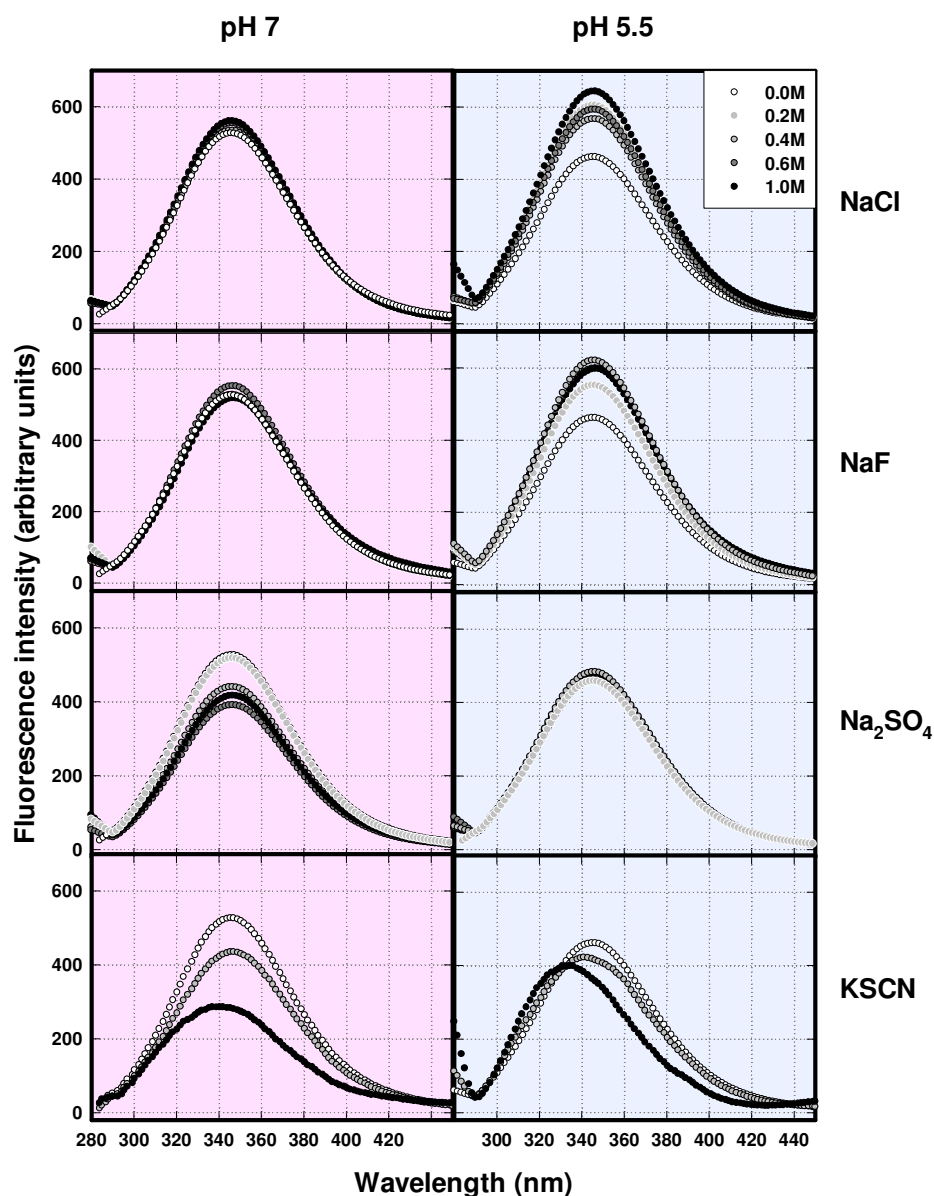 pH 7
pH 5.5
600
400
200
0
0.0M
0.2M
0.4M
0.6M
1.0M
NaCl
600
400
200
0
NaF
600
400
200
0
Na₂SO₄
600
400
200
0
KSCN
280 300 320 340 360 380 400 420
300 320 340 360 380 400 420 440
Fluorescence intensity (arbitrary units)
Wavelength (nm)